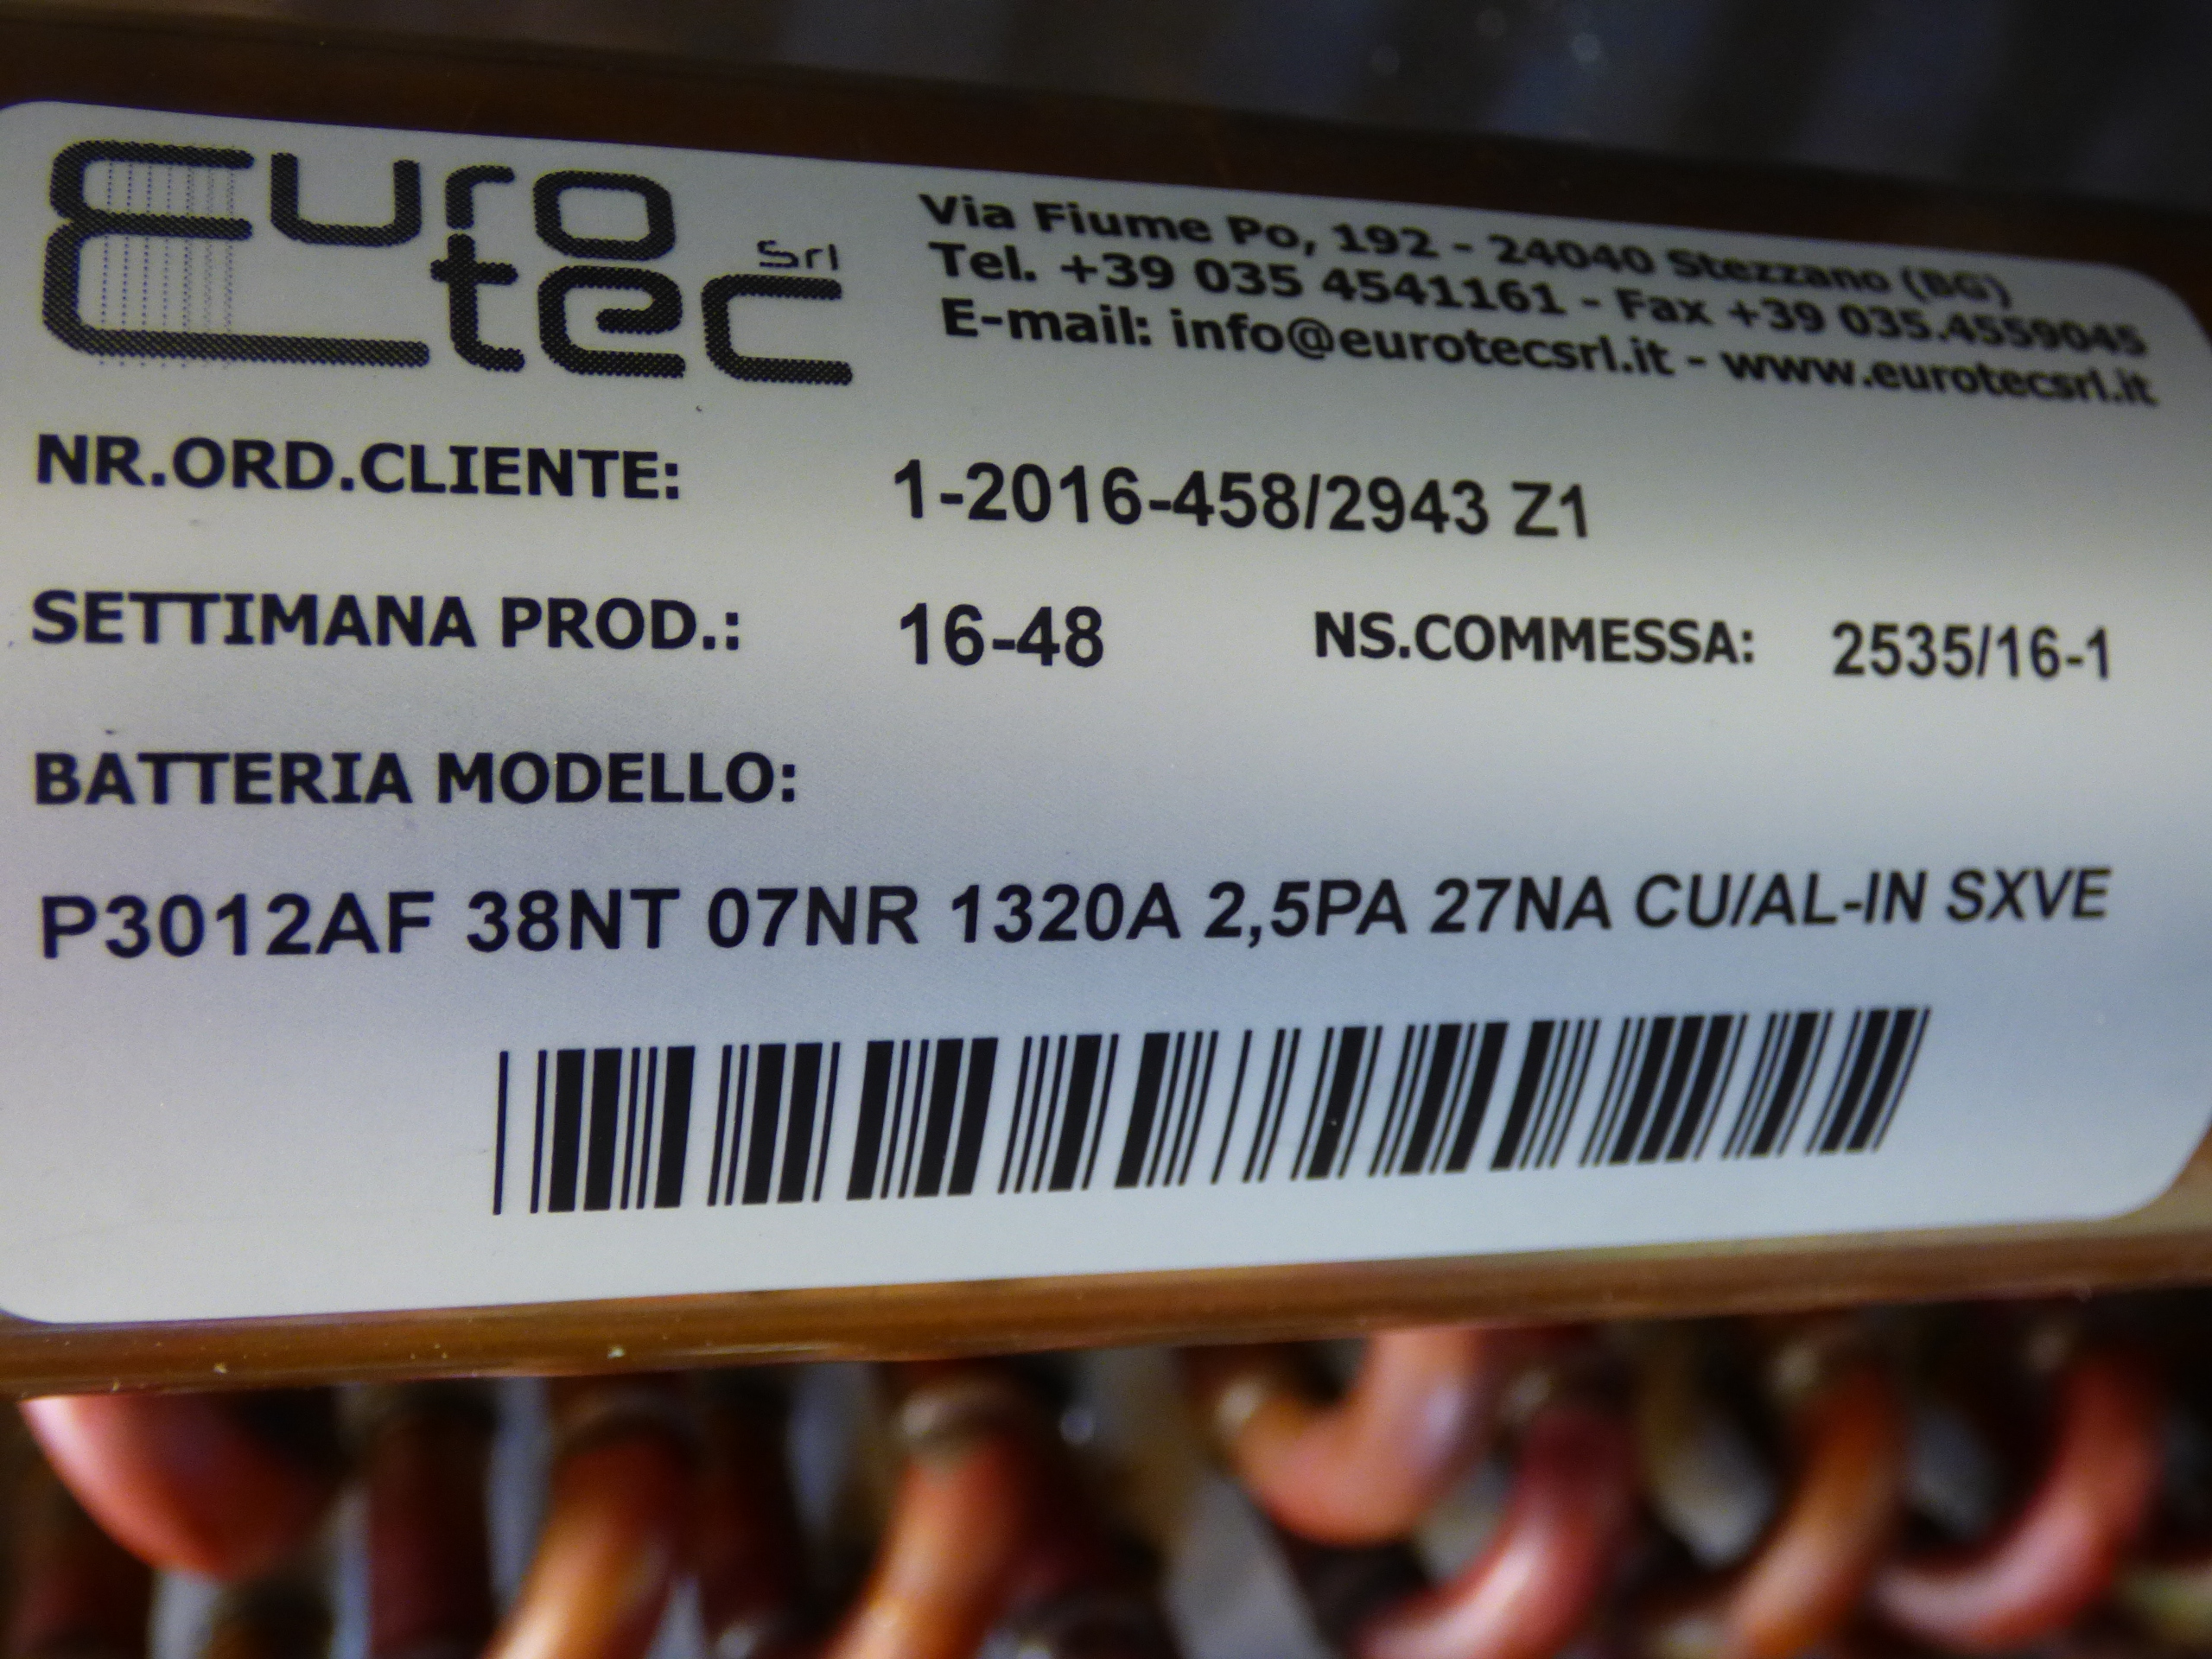 Eurotec Srl
Via Fiume Po, 192 - 24040 Stezzano (BG)
Tel. +39 035 4541161 - Fax +39 035.4559045
E-mail: info@eurotecsrl.it - www.eurotecsrl.it
NR.ORD.CLIENTE: 1-2016-458/2943 Z1
SETTIMANA PROD.: 16-48 NS.COMMESSA: 2535/16-1
BATTERIA MODELLO:
P3012AF 38NT 07NR 1320A 2,5PA 27NA CU/AL-IN SXVE